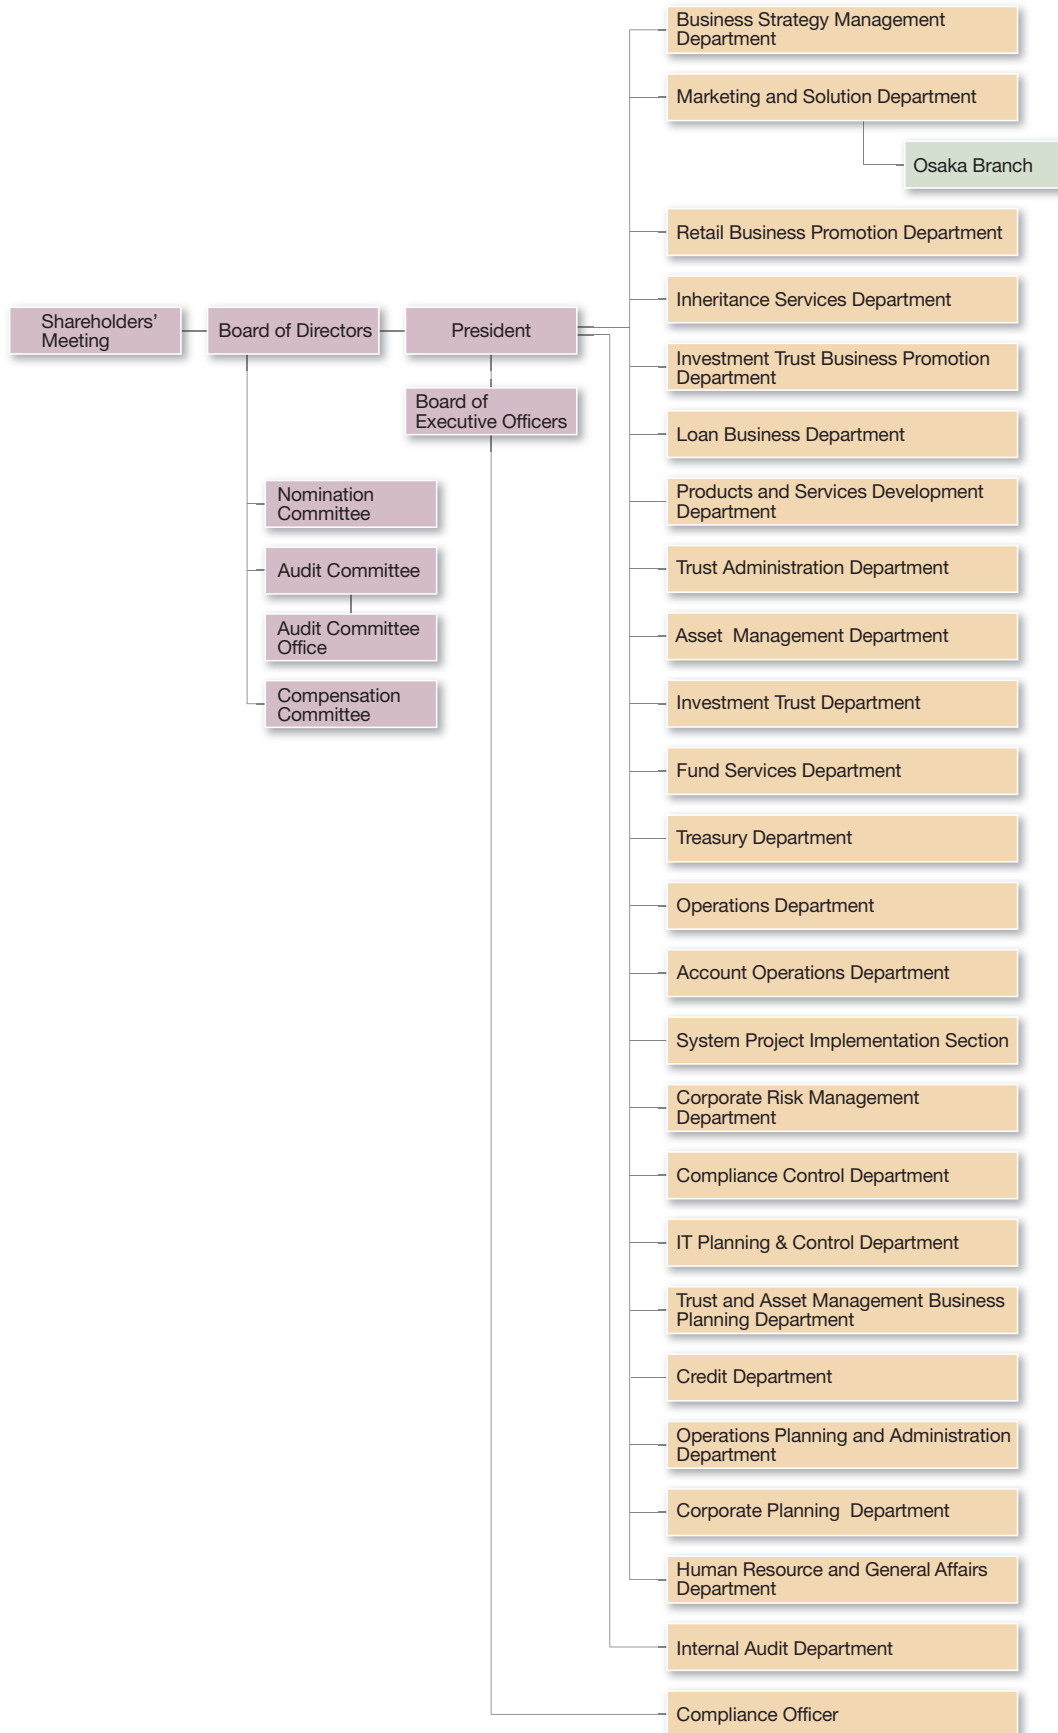 Business Strategy Management
Department
Marketing and Solution Department
Osaka Branch
Retail Business Promotion Department
Inheritance Services Department
Shareholders'
Meeting
Board of Directors
President
Board of
Executive Officers
Nomination
Committee
Audit Committee
Audit Committee
Office
Compensation
Committee
Investment Trust Business Promotion
Department
Loan Business Department
Products and Services Development
Department
Trust Administration Department
Asset Management Department
Investment Trust Department
Fund Services Department
Treasury Department
Operations Department
Account Operations Department
System Project Implementation Section
Corporate Risk Management
Department
Compliance Control Department
IT Planning & Control Department
Trust and Asset Management Business
Planning Department
Credit Department
Operations Planning and Administration
Department
Corporate Planning Department
Human Resource and General Affairs
Department
Internal Audit Department
Compliance Officer